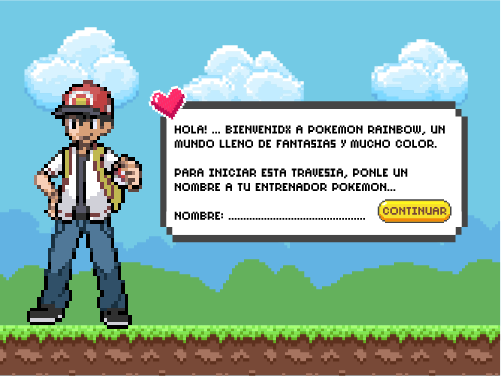 HOLA! ... BIENVENIDX A POKEMON RAINBOW, UN
MUNDO LLENO DE FANTASIAS Y MUCHO COLOR.
PARA INICIAR ESTA TRAVESIA, PONLE UN
NOMBRE A TU ENTRENADOR POKEMON...
NOMBRE: ............................................
CONTINUAR